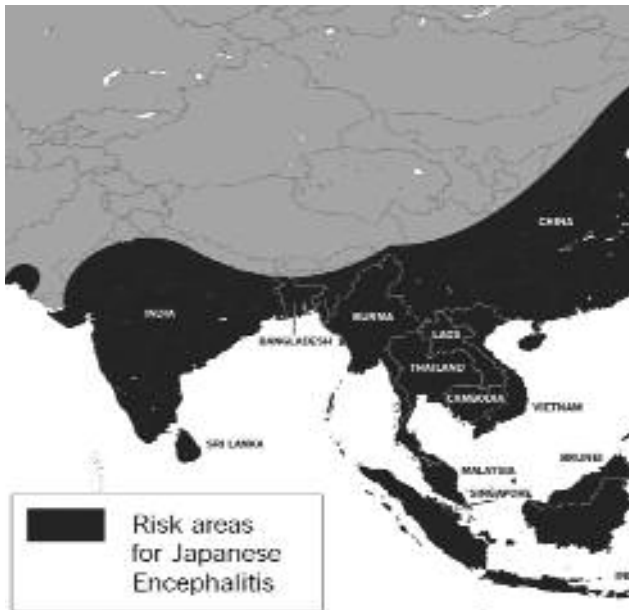 CHINA
INDIA
BURMA
BANGLADESH
LAOS
THAILAND
CAMBODIA
VIETNAM
SRI LANKA
MALAYSIA
BRUNEI
SINGAPORE
Risk areas
for Japanese
Encephalitis